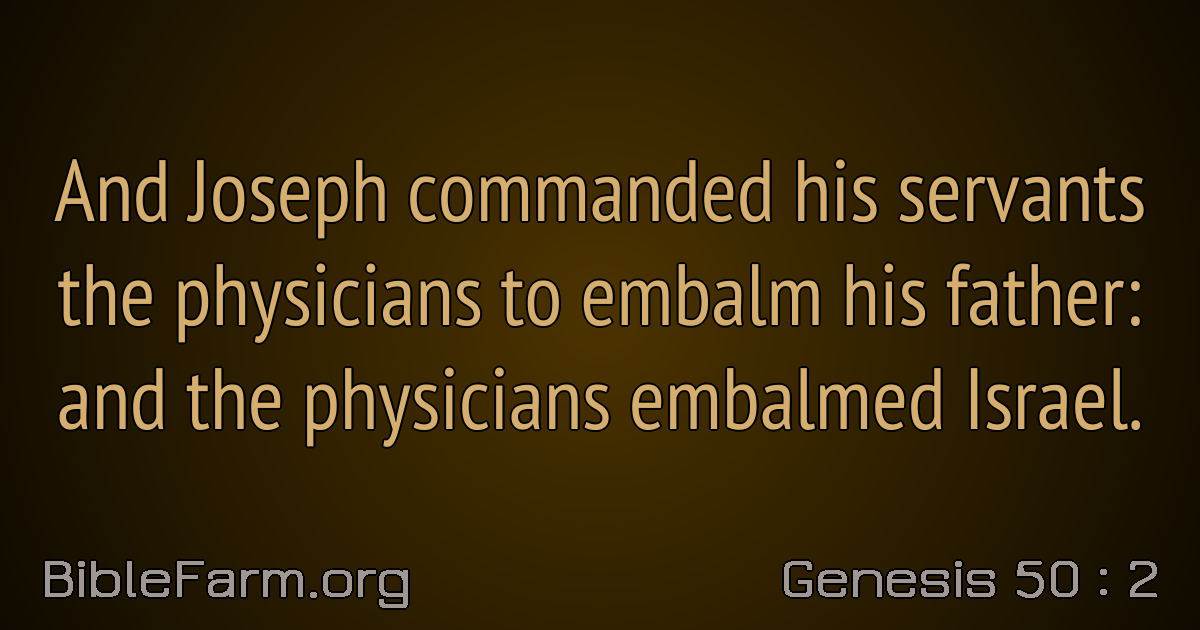 And Joseph commanded his servants
the physicians to embalm his father:
and the physicians embalmed Israel.
BibleFarm.org
Genesis 50 : 2